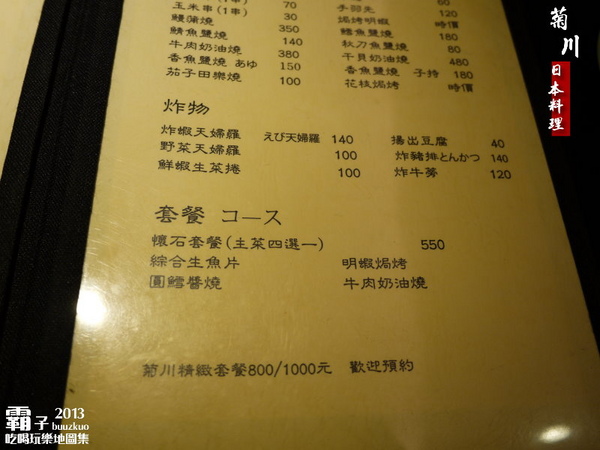 玉米串(1串) 70
鰻 燒 30
鯖魚鹽燒 350
牛肉奶油燒 140
香魚鹽燒 あゆ 380
茄子田樂燒 150
100
60
手羽先 120
焗烤明蝦 時價
鱈魚鹽燒 180
秋刀魚鹽燒 80
干貝奶油燒 480
香魚鹽燒 子持 180
花枝焗烤 時價
炸物
炸蝦天婦羅 えび天婦羅 140
野菜天婦羅 100
鮮蝦生菜捲 100
揚出豆腐 40
炸豬排とんかつ 140
炸牛蒡 120
套餐 コース
懷石套餐(主菜四選一) 550
綜合生魚片 明蝦焗烤
圓鱈醬燒 牛肉奶油燒
菊川精緻套餐800/1000元 歡迎預約
菊川
日本料理
霸子 2013
buuzkuo
吃喝玩樂地圖集